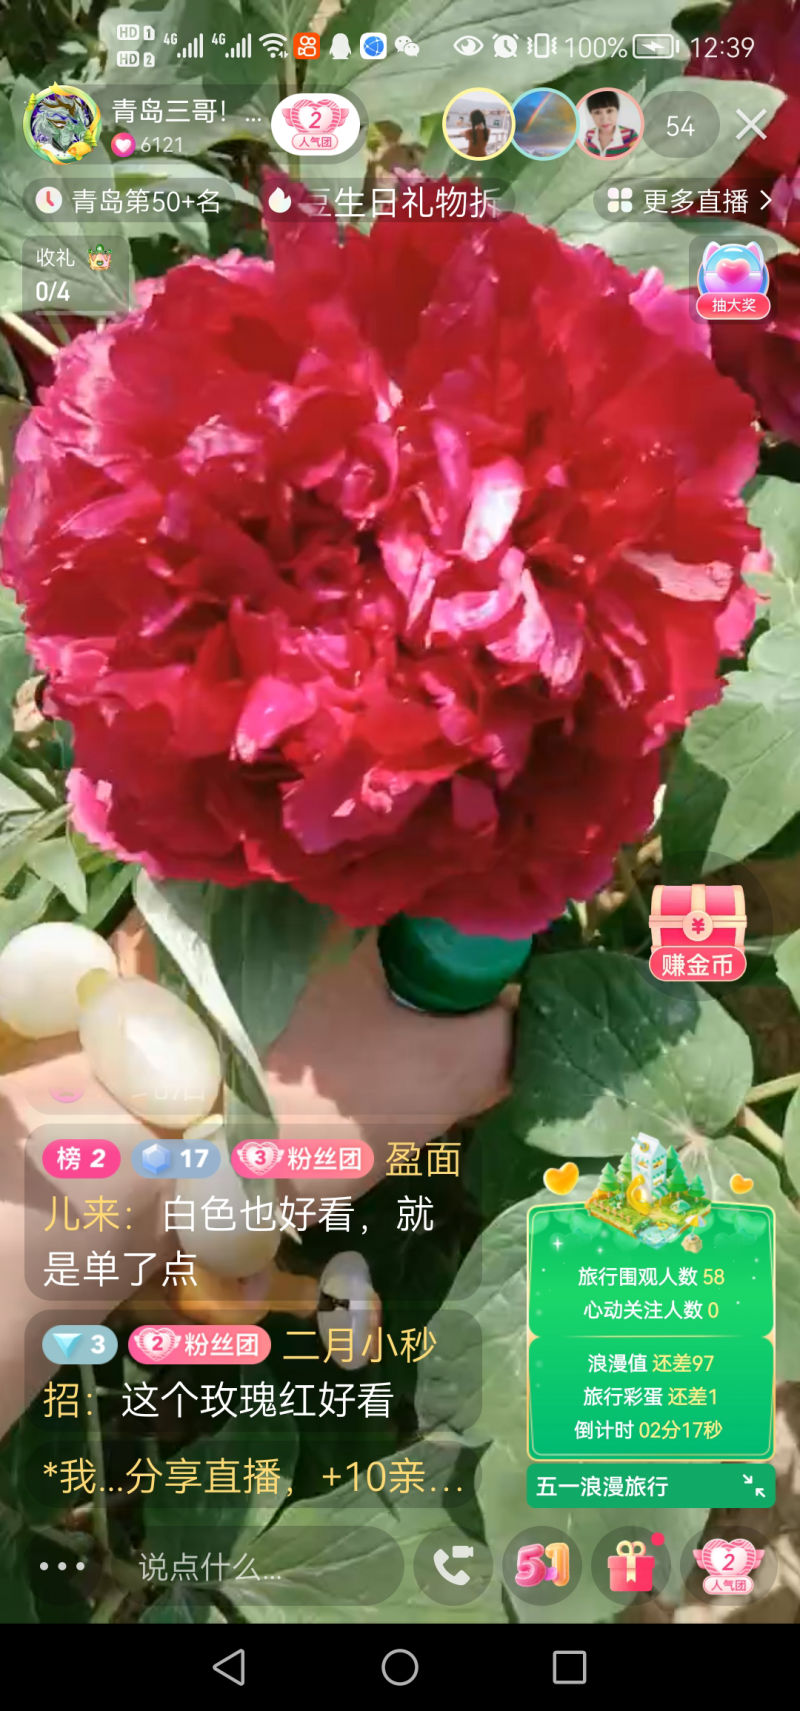 HD 1
HD 2
4G
4G
100%
12:39
青岛三哥！...
6121
2
人气团
54
青岛第50+名
生日礼物折
更多直播
收礼
0/4
抽大奖
赚金币
榜 2 17 3 粉丝团 盈面
儿来：白色也好看，就
是单了点
3 2 粉丝团 二月小秒
招：这个玫瑰红好看
*我...分享直播，+10亲...
旅行围观人数 58
心动关注人数 0
浪漫值 还差97
旅行彩蛋 还差1
倒计时 02分17秒
五一浪漫旅行
说点什么...
51
2
人气团